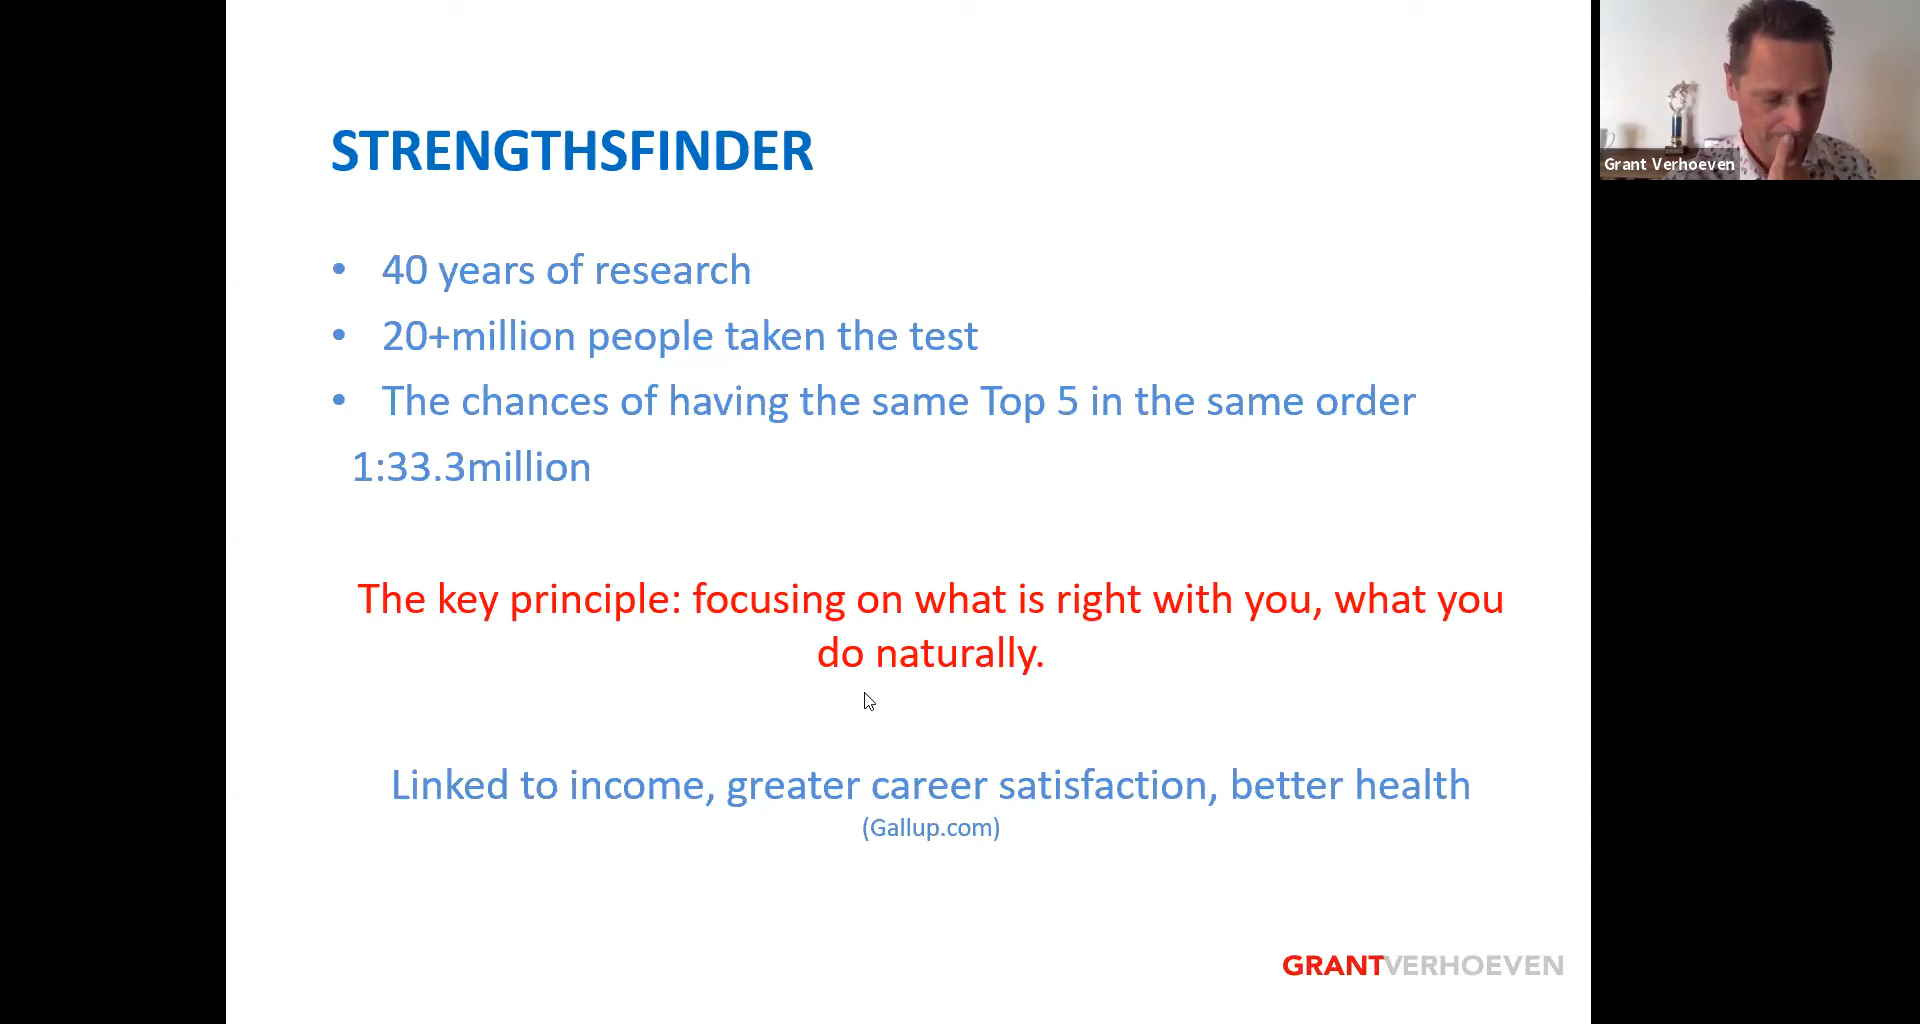 STRENGTHSFINDER
• 40 years of research
• 20+million people taken the test
• The chances of having the same Top 5 in the same order
1:33.3million
The key principle: focusing on what is right with you, what you
do naturally.
Linked to income, greater career satisfaction, better health
(Gallup.com)
GRANTVERHOEVEN
Grant Verhoeven